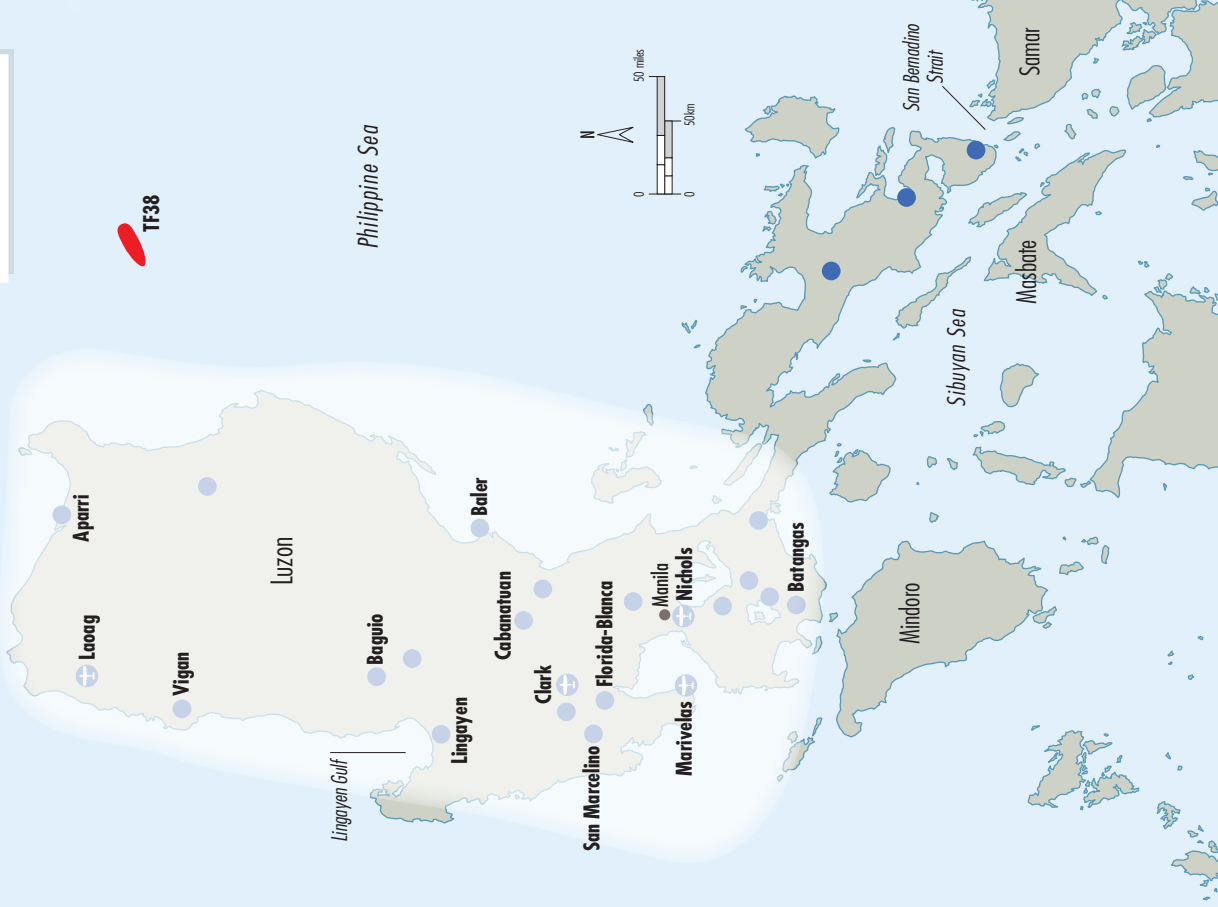 TF38
Philippine Sea
N
0
50 miles
0
50km
San Bernadino
Strait
Samar
Masbate
Sibuyan Sea
Aparri
Laoag
Vigan
Luzon
Baguio
Lingayen Gulf
Lingayen
Baler
Cabanatuan
Clark
Florida-Blanca
San Marcelino
Manila
Nichols
Marivelas
Batangas
Mindoro